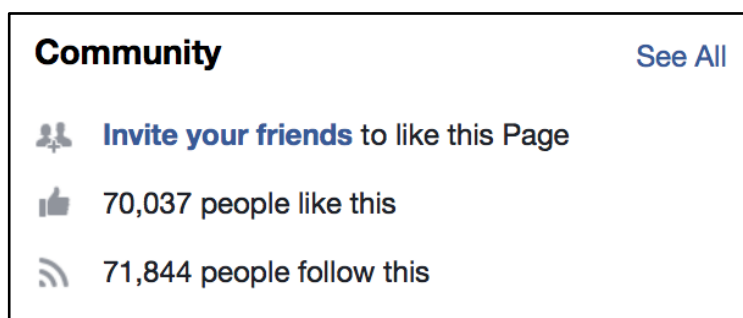 Community See All
Invite your friends to like this Page
70,037 people like this
71,844 people follow this